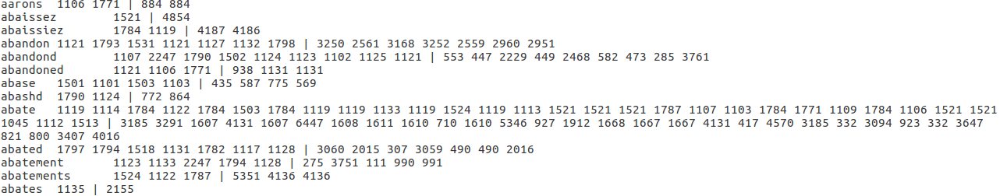 aarons 1106 1771 | 884 884
abaissez 1521 | 4854
abaissiez 1784 1119 | 4187 4186
abandon 1121 1793 1531 1121 1127 1132 1798 | 3250 2561 3168 3252 2559 2960 2951
abandond 1107 2247 1790 1502 1124 1123 1102 1125 1121 | 553 447 2229 449 2468 582 473 285 3761
abandoned 1121 1106 1771 | 938 1131 1131
abase 1501 1101 1503 1103 | 435 587 775 569
abashd 1790 1124 | 772 864
abate 1119 1114 1784 1122 1784 1503 1784 1119 1119 1133 1119 1524 1119 1113 1521 1521 1521 1787 1107 1103 1784 1771 1109 1784 1106 1521 1521
1045 1112 1513 | 3185 3291 1607 4131 1607 6447 1608 1611 1610 710 1610 5346 927 1912 1668 1667 1667 4131 417 4570 3185 332 3094 923 332 3647
821 800 3407 4016
abated 1797 1794 1518 1131 1782 1117 1128 | 3060 2015 307 3059 490 490 2016
abatement 1123 1133 2247 1794 1128 | 275 3751 111 990 991
abatements 1524 1122 1787 | 5351 4136 4136
abates 1135 | 2155